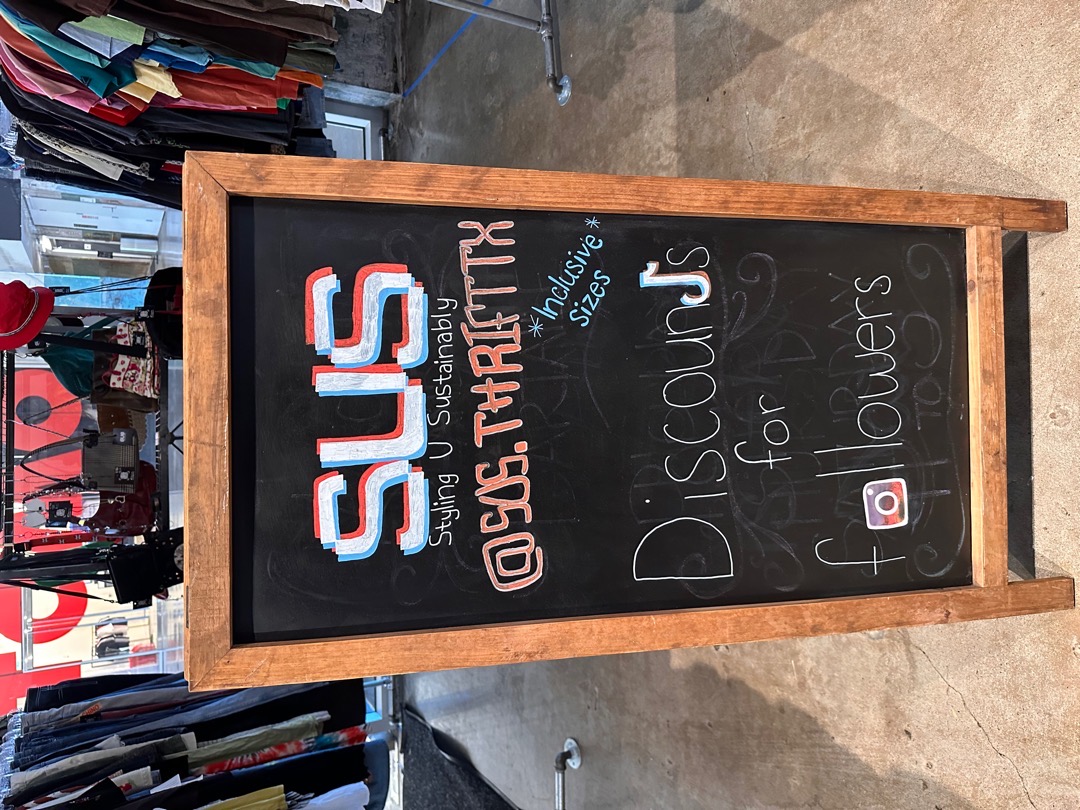 SUS
Styling U Sustainably
@SUS.THRIFTTX
*Inclusive*
Sizes
Discounts
for
followers